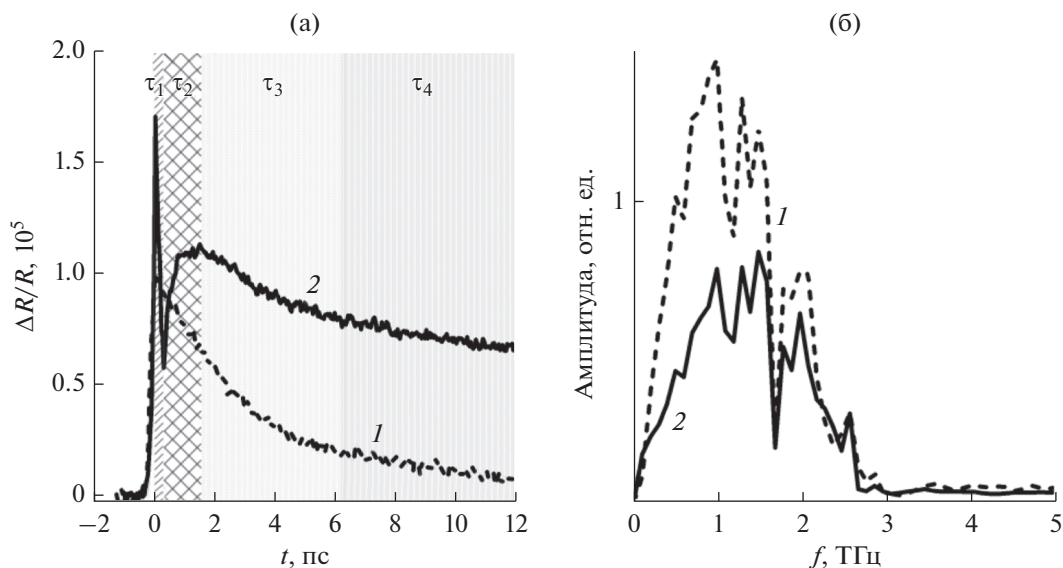 (а)
2.0
1.5
1.0
0.5
0
−2 0 2 4 6 8 10 12
ΔR/R, 10⁵
t, пс
τ₁ τ₂ τ₃ τ₄
2
1
(б)
1
0 1 2 3 4 5
Амплитуда, отн. ед.
f, ТГц
1
2